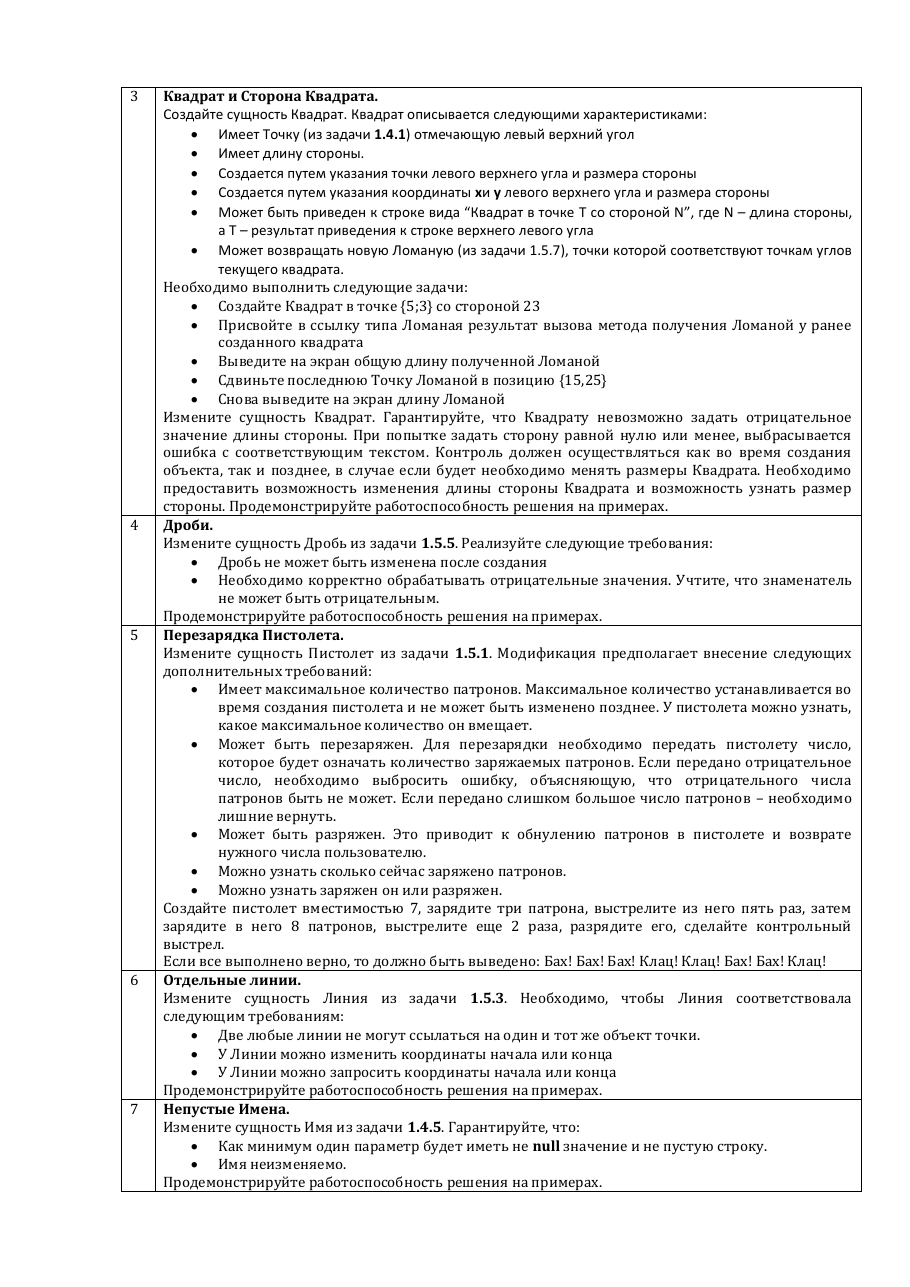 3 Квадрат и Сторона Квадрата.
Создайте сущность Квадрат. Квадрат описывается следующими характеристиками:
• Имеет Точку (из задачи 1.4.1) отмечающую левый верхний угол
• Имеет длину стороны.
• Создается путем указания точки левого верхнего угла и размера стороны
• Создается путем указания координаты xи y левого верхнего угла и размера стороны
• Может быть приведен к строке вида “Квадрат в точке T со стороной N”, где N – длина стороны,
а T – результат приведения к строке верхнего левого угла
• Может возвращать новую Ломаную (из задачи 1.5.7), точки которой соответствуют точкам углов
текущего квадрата.
Необходимо выполнить следующие задачи:
• Создайте Квадрат в точке {5;3} со стороной 23
• Присвойте в ссылку типа Ломаная результат вызова метода получения Ломаной у ранее
созданного квадрата
• Выведите на экран общую длину полученной Ломаной
• Сдвиньте последнюю Точку Ломаной в позицию {15,25}
• Снова выведите на экран длину Ломаной
Измените сущность Квадрат. Гарантируйте, что Квадрату невозможно задать отрицательное
значение длины стороны. При попытке задать сторону равной нулю или менее, выбрасывается
ошибка с соответствующим текстом. Контроль должен осуществляться как во время создания
объекта, так и позднее, в случае если будет необходимо менять размеры Квадрата. Необходимо
предоставить возможность изменения длины стороны Квадрата и возможность узнать размер
стороны. Продемонстрируйте работоспособность решения на примерах.
4 Дроби.
Измените сущность Дробь из задачи 1.5.5. Реализуйте следующие требования:
• Дробь не может быть изменена после создания
• Необходимо корректно обрабатывать отрицательные значения. Учтите, что знаменатель
не может быть отрицательным.
Продемонстрируйте работоспособность решения на примерах.
5 Перезарядка Пистолета.
Измените сущность Пистолет из задачи 1.5.1. Модификация предполагает внесение следующих
дополнительных требований:
• Имеет максимальное количество патронов. Максимальное количество устанавливается во
время создания пистолета и не может быть изменено позднее. У пистолета можно узнать,
какое максимальное количество он вмещает.
• Может быть перезаряжен. Для перезарядки необходимо передать пистолету число,
которое будет означать количество заряжаемых патронов. Если передано отрицательное
число, необходимо выбросить ошибку, объясняющую, что отрицательного числа
патронов быть не может. Если передано слишком большое число патронов – необходимо
лишние вернуть.
• Может быть разряжен. Это приводит к обнулению патронов в пистолете и возврате
нужного числа пользователю.
• Можно узнать сколько сейчас заряжено патронов.
• Можно узнать заряжен он или разряжен.
Создайте пистолет вместимостью 7, зарядите три патрона, выстрелите из него пять раз, затем
зарядите в него 8 патронов, выстрелите еще 2 раза, разрядите его, сделайте контрольный
выстрел.
Если все выполнено верно, то должно быть выведено: Бах! Бах! Бах! Клац! Клац! Бах! Бах! Клац!
6 Отдельные линии.
Измените сущность Линия из задачи 1.5.3. Необходимо, чтобы Линия соответствовала
следующим требованиям:
• Две любые линии не могут ссылаться на один и тот же объект точки.
• У Линии можно изменить координаты начала или конца
• У Линии можно запросить координаты начала или конца
Продемонстрируйте работоспособность решения на примерах.
7 Непустые Имена.
Измените сущность Имя из задачи 1.4.5. Гарантируйте, что:
• Как минимум один параметр будет иметь не null значение и не пустую строку.
• Имя неизменяемо.
Продемонстрируйте работоспособность решения на примерах.